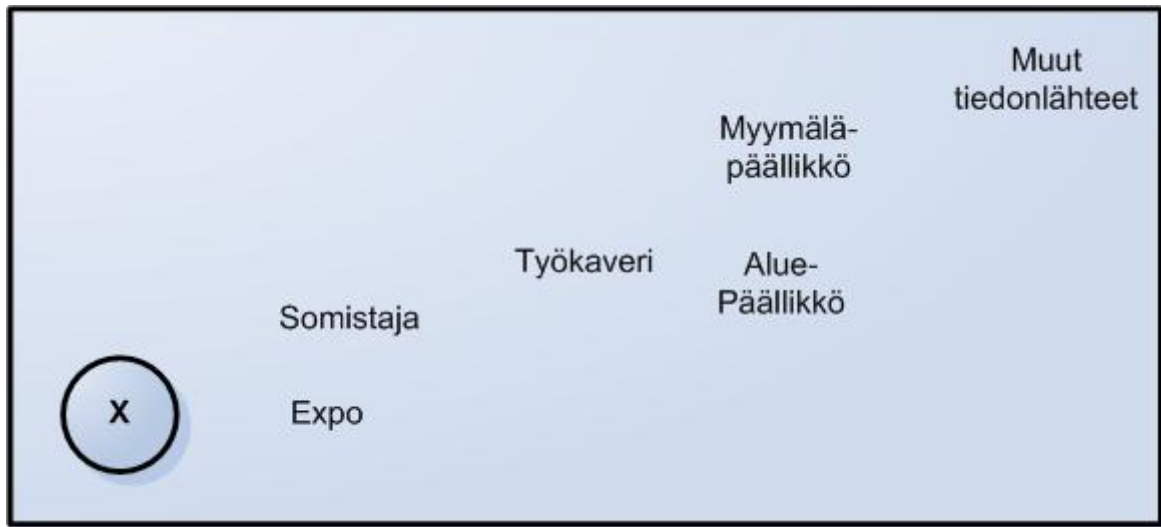 Muut
tiedonlähteet
Myymälä-
päällikkö
Työkaveri
Alue-
Päällikkö
Somistaja
X
Expo